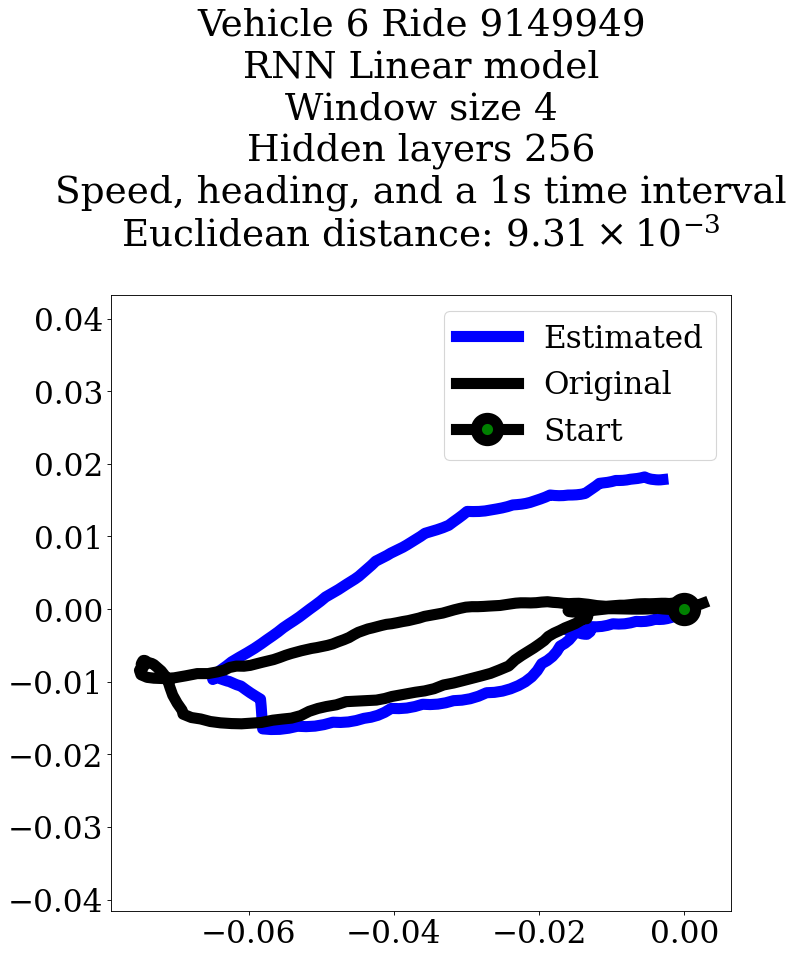 Vehicle 6 Ride 9149949
RNN Linear model
Window size 4
Hidden layers 256
Speed, heading, and a 1s time interval
Euclidean distance: 9.31 × 10⁻³
Estimated
Original
Start
0.04
0.03
0.02
0.01
0.00
−0.01
−0.02
−0.03
−0.04
−0.06 −0.04 −0.02 0.00